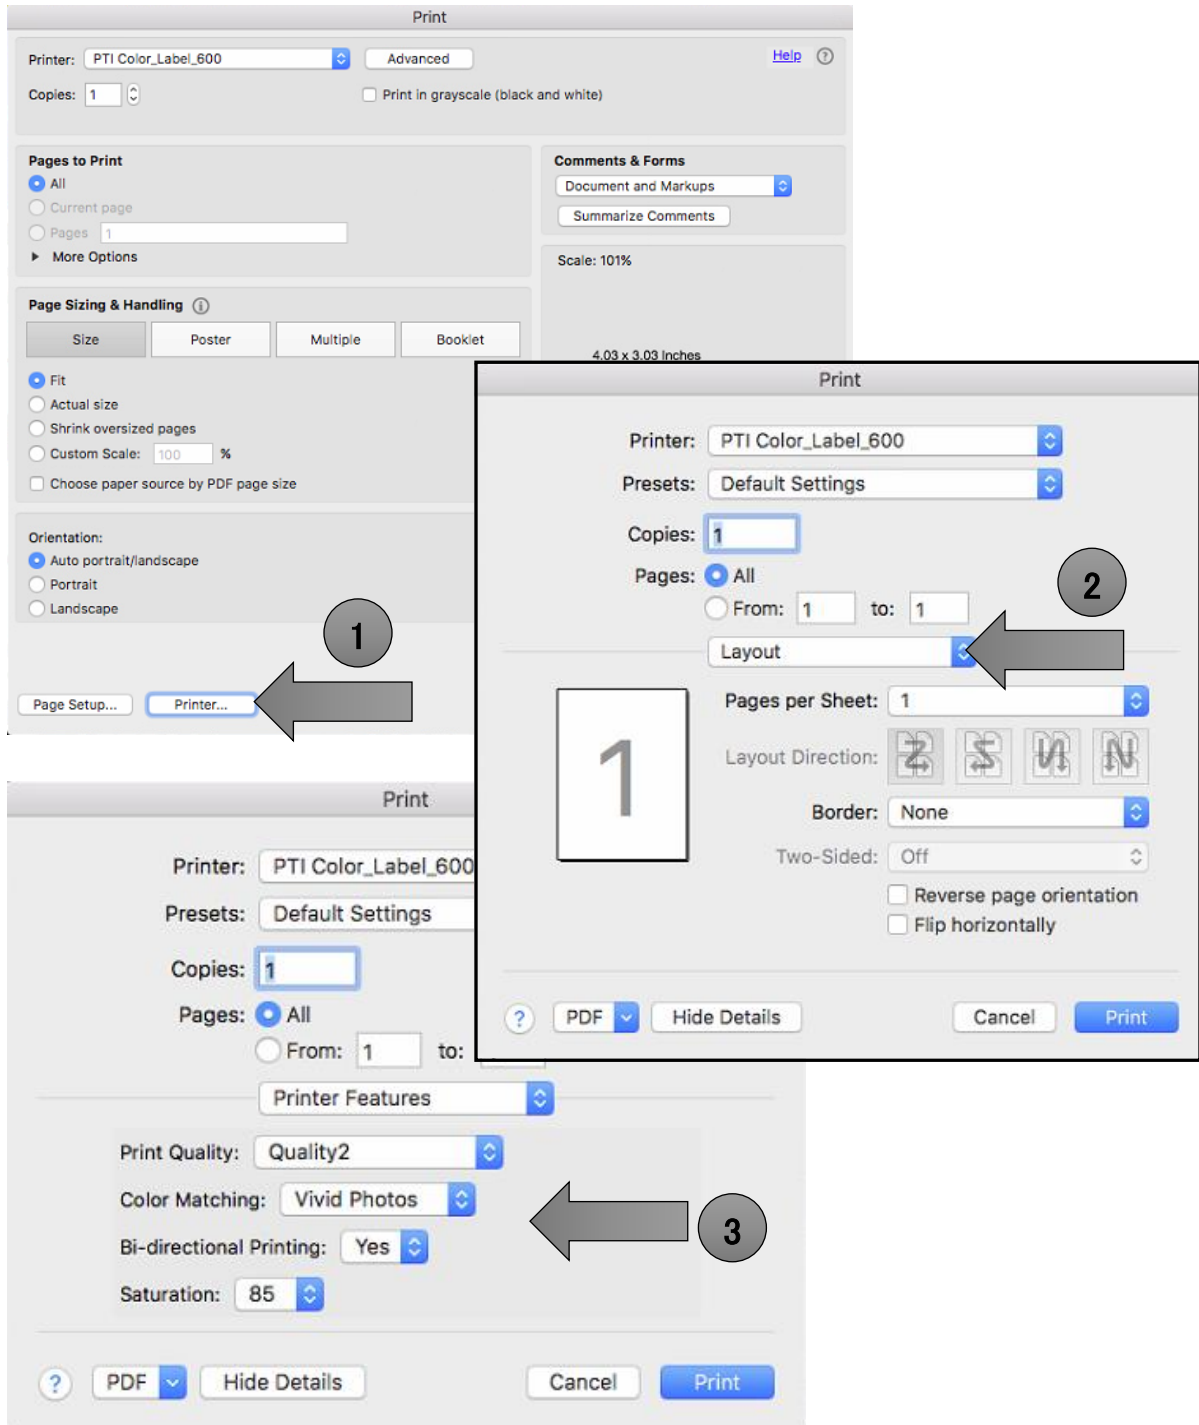 Print
Printer: PTI Color_Label_600 Advanced Help ?
Copies: 1 Print in grayscale (black and white)
Pages to Print
All
Current page
Pages 1
More Options
Comments & Forms
Document and Markups
Summarize Comments
Scale: 101%
4.03 x 3.03 Inches
Page Sizing & Handling i
Size Poster Multiple Booklet
Fit
Actual size
Shrink oversized pages
Custom Scale: 100 %
Choose paper source by PDF page size
Orientation:
Auto portrait/landscape
Portrait
Landscape
1
Page Setup... Printer...
Print
Printer: PTI Color_Label_600
Presets: Default Settings
Copies: 1
Pages: All
From: 1 to: 1
2
Layout
Pages per Sheet: 1
1
Layout Direction:
Border: None
Two-Sided: Off
Reverse page orientation
Flip horizontally
? PDF Hide Details Cancel Print
Print
Printer: PTI Color_Label_600
Presets: Default Settings
Copies: 1
Pages: All
From: 1 to:
Printer Features
Print Quality: Quality2
Color Matching: Vivid Photos
3
Bi-directional Printing: Yes
Saturation: 85
? PDF Hide Details Cancel Print